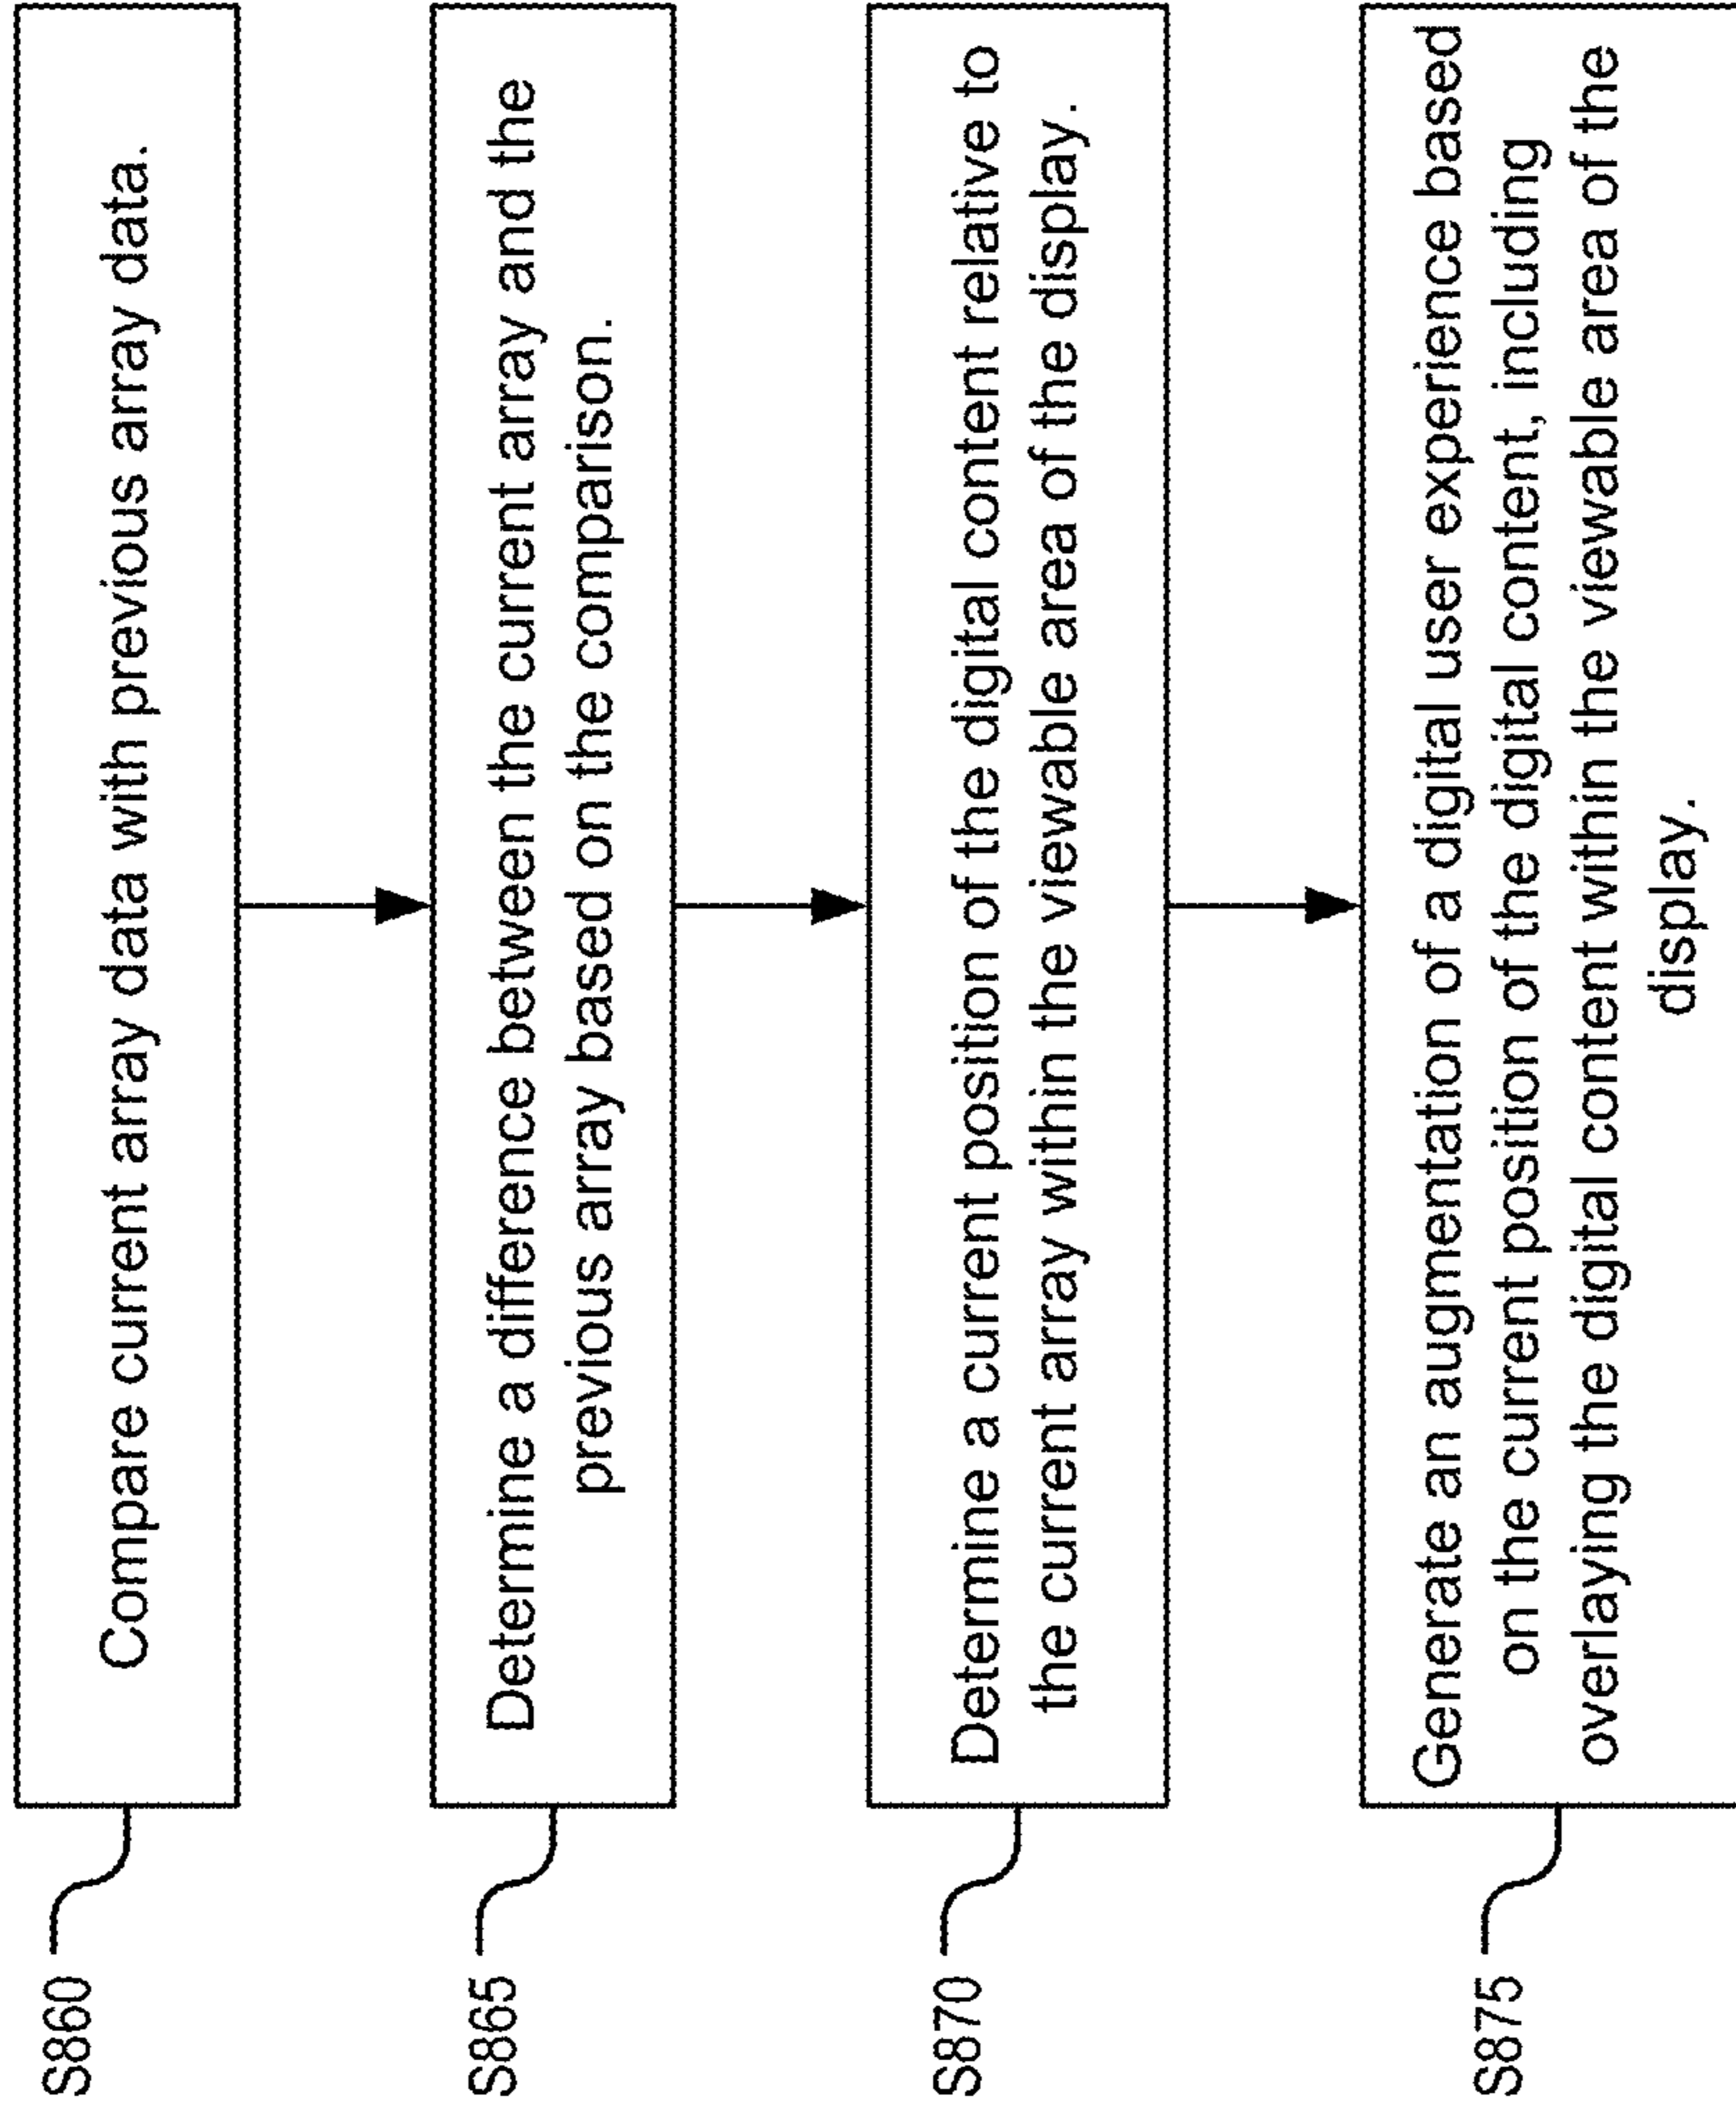 S860
Compare current array data with previous array data.
S865
Determine a difference between the current array and the
previous array based on the comparison.
S870
Determine a current position of the digital content relative to
the current array within the viewable area of the display.
S875
Generate an augmentation of a digital user experience based
on the current position of the digital content, including
overlaying the digital content within the viewable area of the
display.